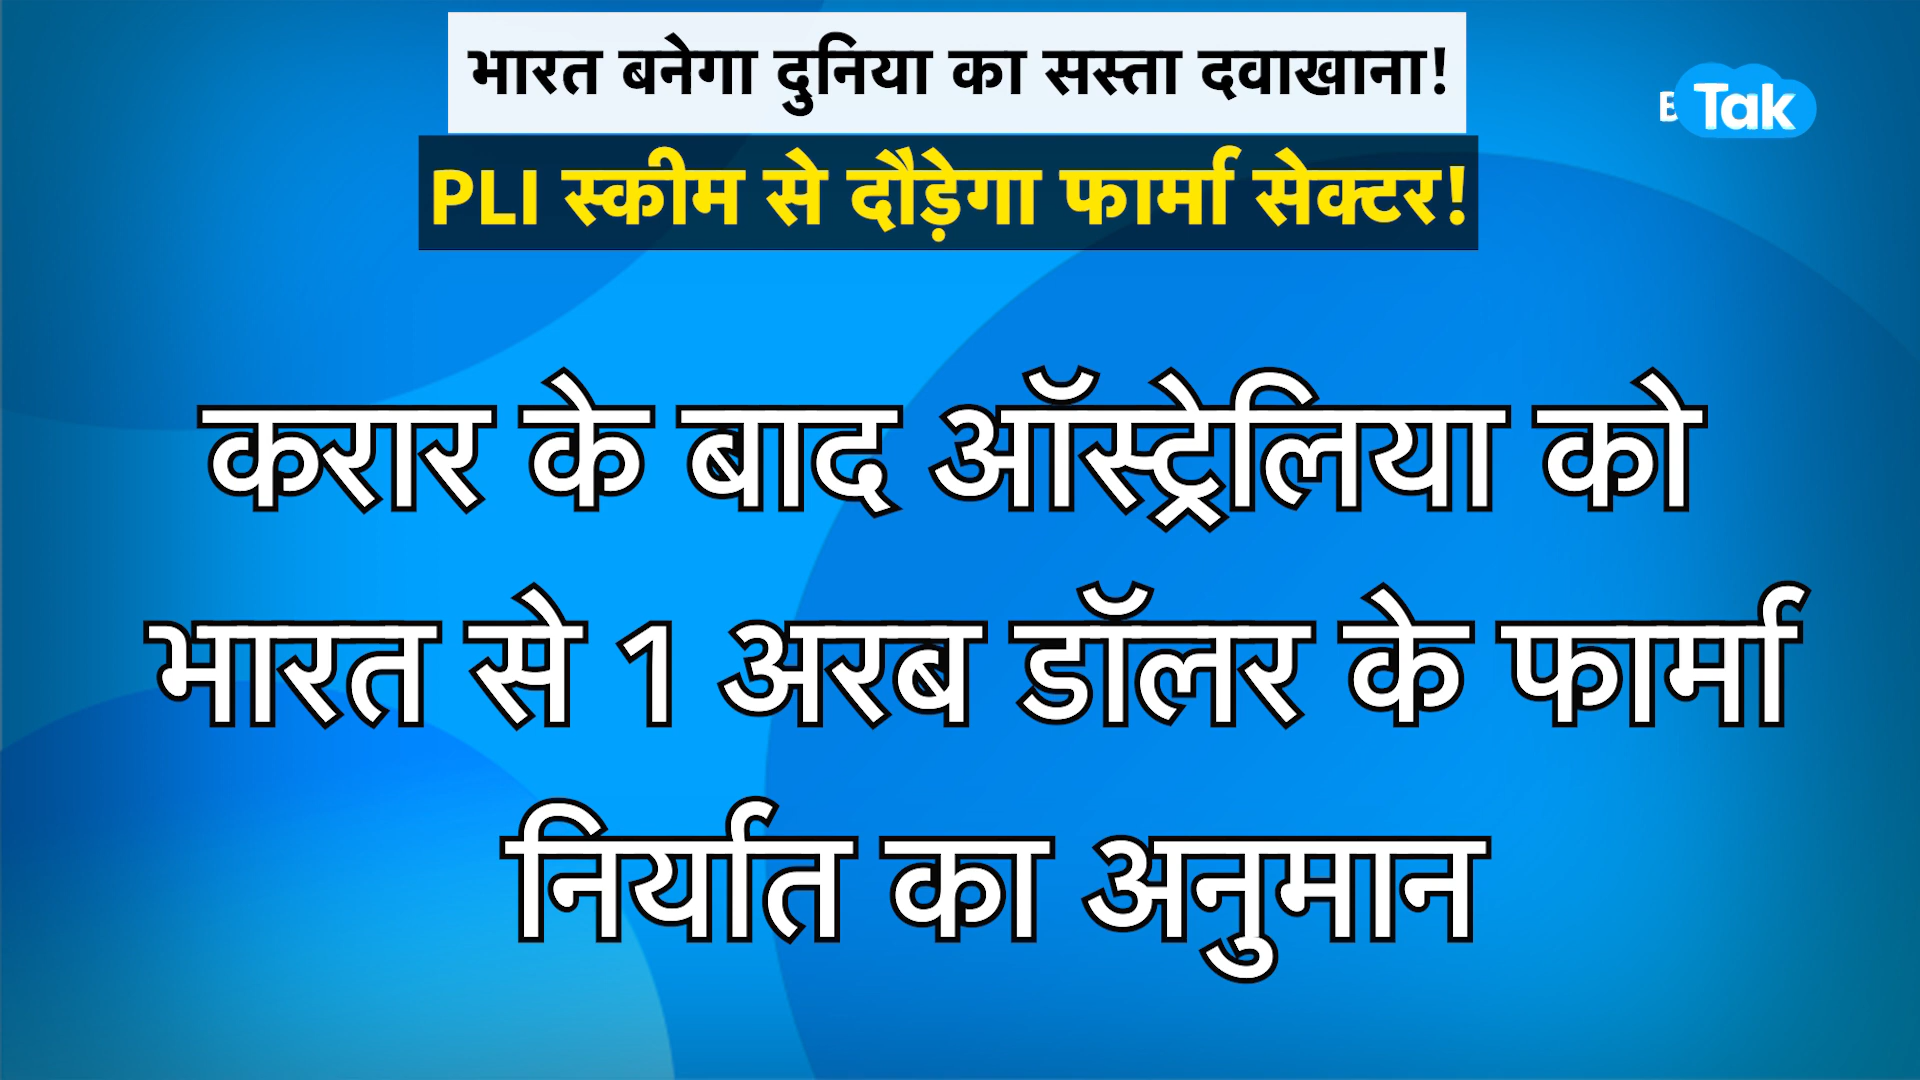 भारत बनेगा दुनिया का सस्ता दवाखाना!
PLI स्कीम से दौड़ेगा फार्मा सेक्टर!
Tak
करार के बाद ऑस्ट्रेलिया को
भारत से 1 अरब डॉलर के फार्मा
निर्यात का अनुमान